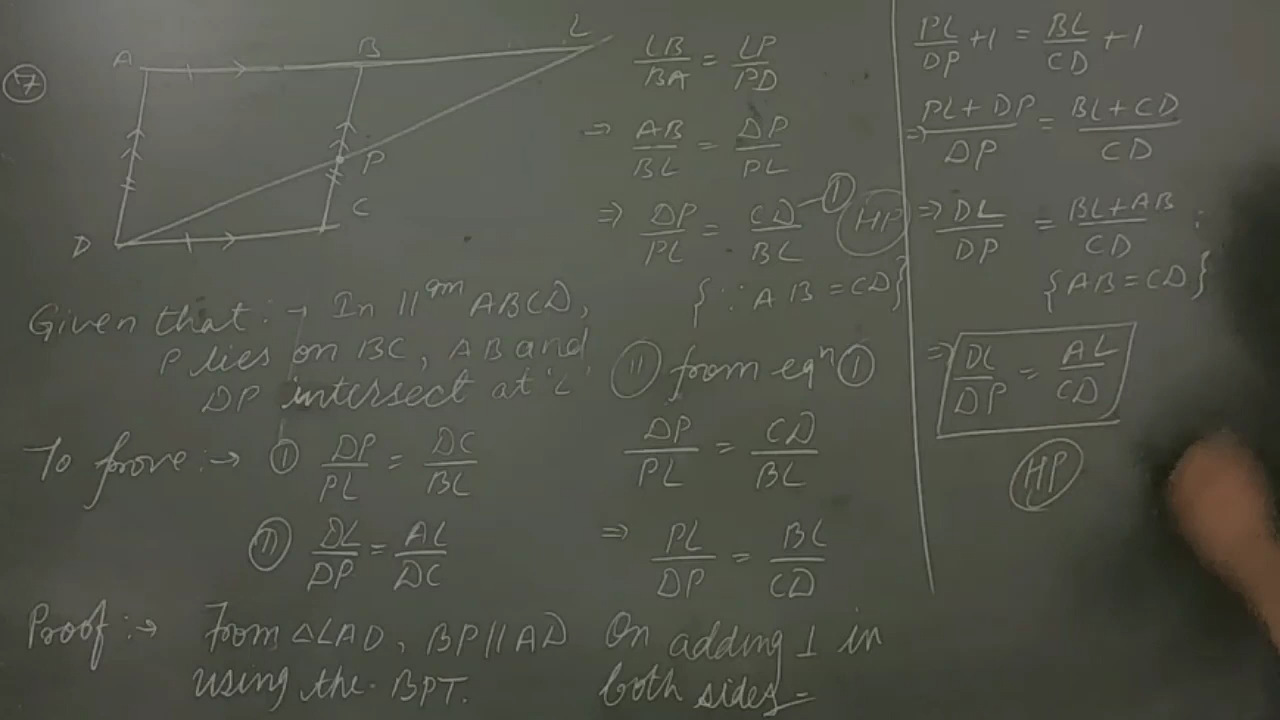 7
A
B
L
P
C
D
Given that :→ In ||gm ABCD,
P lies on BC, AB and
DP intersect at 'L'
To prove :→ (I) DP/PL = DC/BL
(II) DL/DP = AL/DC
Proof :→ From △LAD, BP||AD
using the BPT.
LB/BA = LP/PD
⇒ AB/BL = DP/PL
⇒ DP/PL = CD/BL — (I) HP
{∵ AB = CD}
(II) from eqn (I)
DP/PL = CD/BL
⇒ PL/DP = BL/CD
On adding 1 in
both sides =
PL/DP + 1 = BL/CD + 1
⇒ PL + DP/DP = BL + CD/CD
⇒ DL/DP = BL + AB/CD :
{AB = CD}
⇒ DL/DP = AL/CD
HP